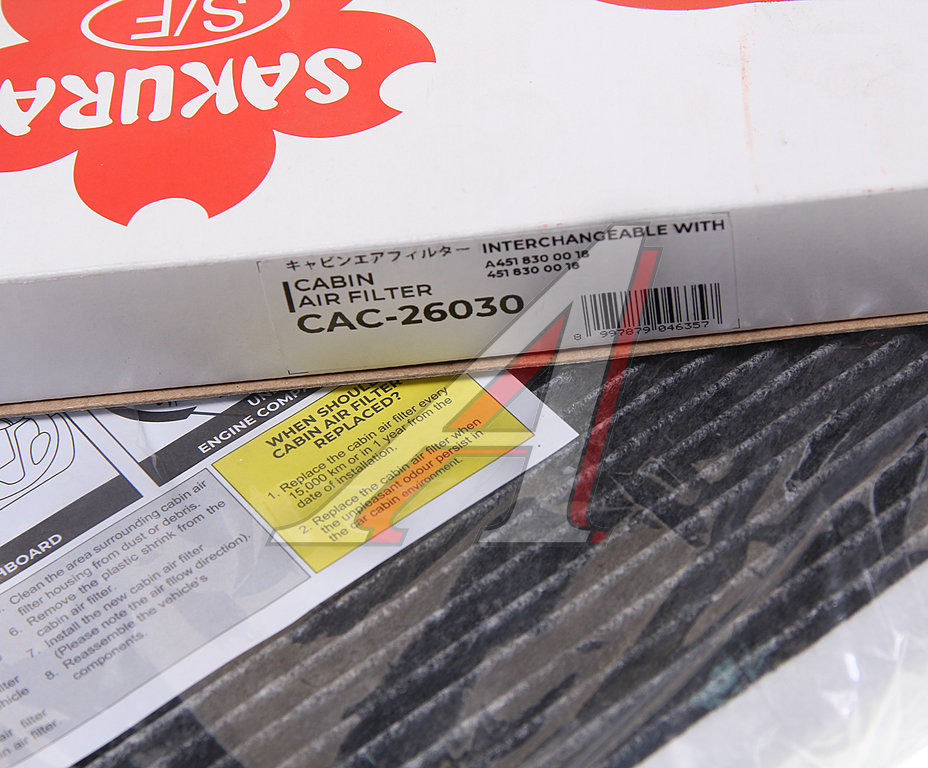 S/F
SAKURA
キャビンエアフィルター
CABIN
AIR FILTER
CAC-26030
INTERCHANGEABLE WITH
A451 830 00 18
451 830 00 18
8 997879 046357
ENGINE
WHEN SHOULD
CABIN AIR FILTER
REPLACED?
1. Replace the cabin air filter every
15,000 km or in 1 year from the
date of installation.
2. Replace the cabin air filter when
the unpleasant odour persist in
the car cabin environment.
HBOARD
Clean the area surrounding cabin air
filter housing from dust or debris.
6. Remove the plastic shrink from the
cabin air filter.
7. Install the new cabin air filter
(Please note the air flow direction).
8. Reassemble the vehicle's
components.
air filter
n air filter.